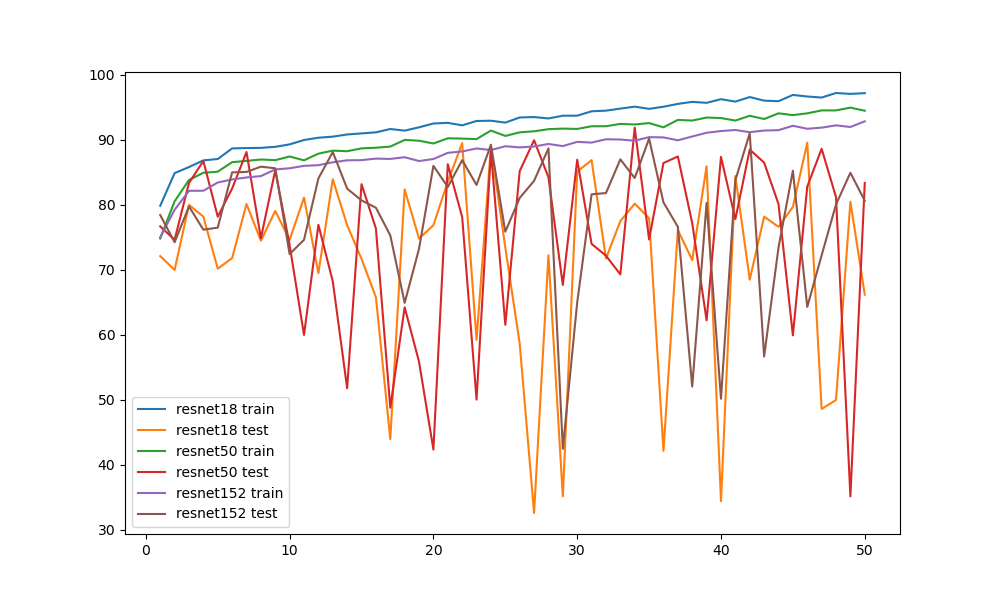 100
90
80
70
60
50
40
30
resnet18 train
resnet18 test
resnet50 train
resnet50 test
resnet152 train
resnet152 test
0 10 20 30 40 50